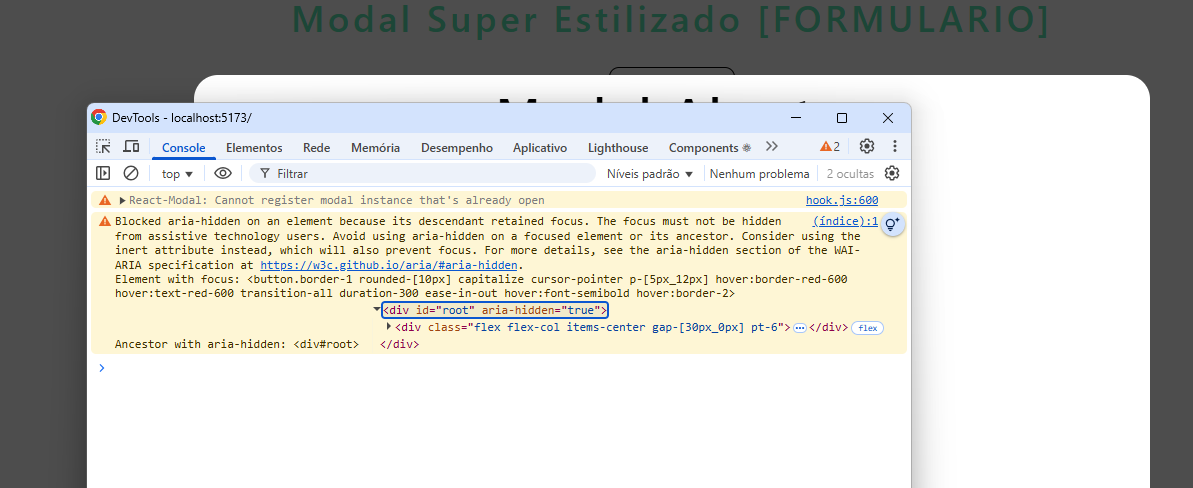 Modal Super Estilizado [FORMULARIO]
DevTools - localhost:5173/
Console Elementos Rede Memória Desempenho Aplicativo Lighthouse Components 2
top Filtrar Níveis padrão Nenhum problema 2 ocultas
React-Modal: Cannot register modal instance that's already open hook.js:600
Blocked aria-hidden on an element because its descendant retained focus. The focus must not be hidden (índice):1
from assistive technology users. Avoid using aria-hidden on a focused element or its ancestor. Consider using the
inert attribute instead, which will also prevent focus. For more details, see the aria-hidden section of the WAI-
ARIA specification at https://w3c.github.io/aria/#aria-hidden.
Element with focus: <button.border-1 rounded-[10px] capitalize cursor-pointer p-[5px_12px] hover:border-red-600
hover:text-red-600 transition-all duration-300 ease-in-out hover:font-semibold hover:border-2>
<div id="root" aria-hidden="true">
<div class="flex flex-col items-center gap-[30px_0px] pt-6"> ⋯ </div> flex
Ancestor with aria-hidden: <div#root> </div>